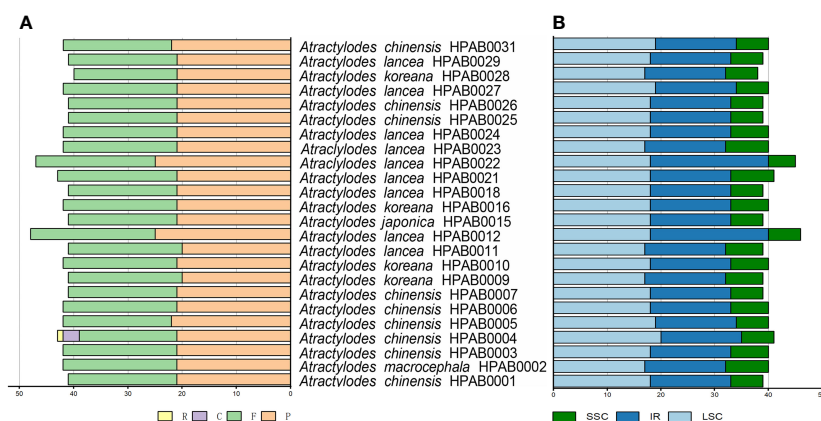 A
B
Atractylodes chinensis HPAB0031
Atractylodes lancea HPAB0029
Atractylodes koreana HPAB0028
Atractylodes lancea HPAB0027
Atractylodes chinensis HPAB0026
Atractylodes chinensis HPAB0025
Atractylodes lancea HPAB0024
Atraclylodes lancea HPAB0023
Atractylodes lancea HPAB0022
Atractylodes lancea HPAB0021
Atractylodes lancea HPAB0018
Atractylodes koreana HPAB0016
Atractylodes japonica HPAB0015
Atractylodes lancea HPAB0012
Atractylodes lancea HPAB0011
Atractylodes koreana HPAB0010
Atractylodes koreana HPAB0009
Atractylodes chinensis HPAB0007
Atractylodes chinensis HPAB0006
Atractylodes chinensis HPAB0005
Atractylodes chinensis HPAB0004
Atractylodes chinensis HPAB0003
Atractylodes macrocephala HPAB0002
Atractylodes chinensis HPAB0001
50 40 30 20 10 0
0 10 20 30 40 50
R C F P
SSC IR LSC